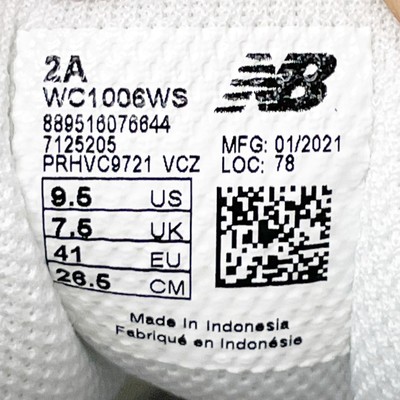 2A
NB
WC1006WS
889516076644
7125205
MFG: 01/2021
PRHVC9721 VCZ
LOC: 78
9.5 US
7.5 UK
41 EU
26.5 CM
Made In Indonesia
Fabriqué en Indonésie